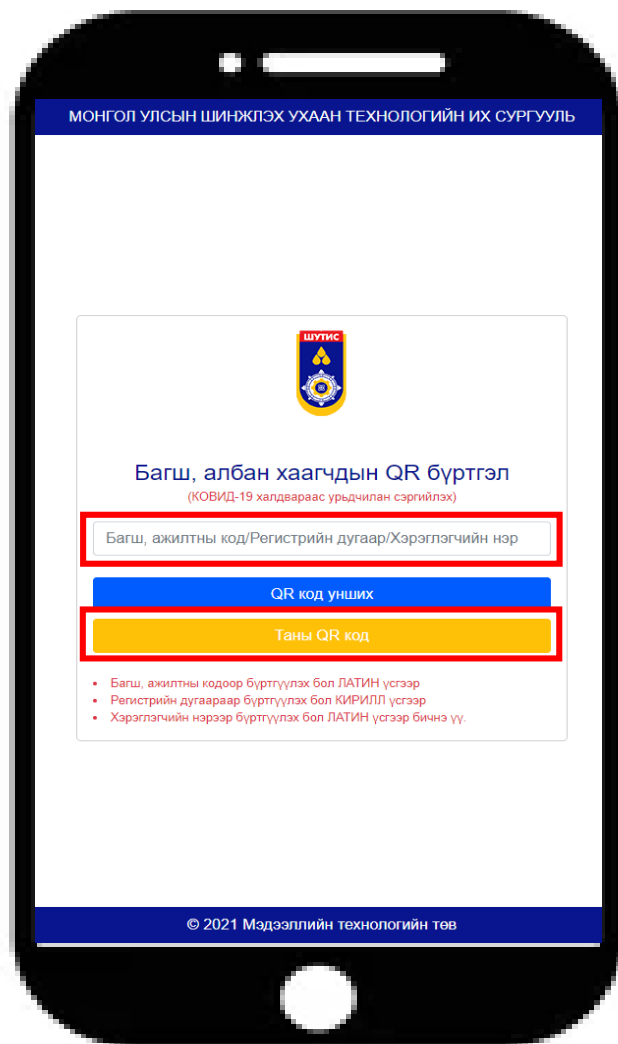 МОНГОЛ УЛСЫН ШИНЖЛЭХ УХААН ТЕХНОЛОГИЙН ИХ СУРГУУЛЬ
ШУТИС
Багш, албан хаагчдын QR бүртгэл
(КОВИД-19 халдвараас урьдчилан сэргийлэх)
Багш, ажилтны код/Регистрийн дугаар/Хэрэглэгчийн нэр
QR код унших
Таны QR код
• Багш, ажилтны кодоор бүртгүүлэх бол ЛАТИН үсгээр
• Регистрийн дугаараар бүртгүүлэх бол КИРИЛЛ үсгээр
• Хэрэглэгчийн нэрээр бүртгүүлэх бол ЛАТИН үсгээр бичнэ үү.
© 2021 Мэдээллийн технологийн төв